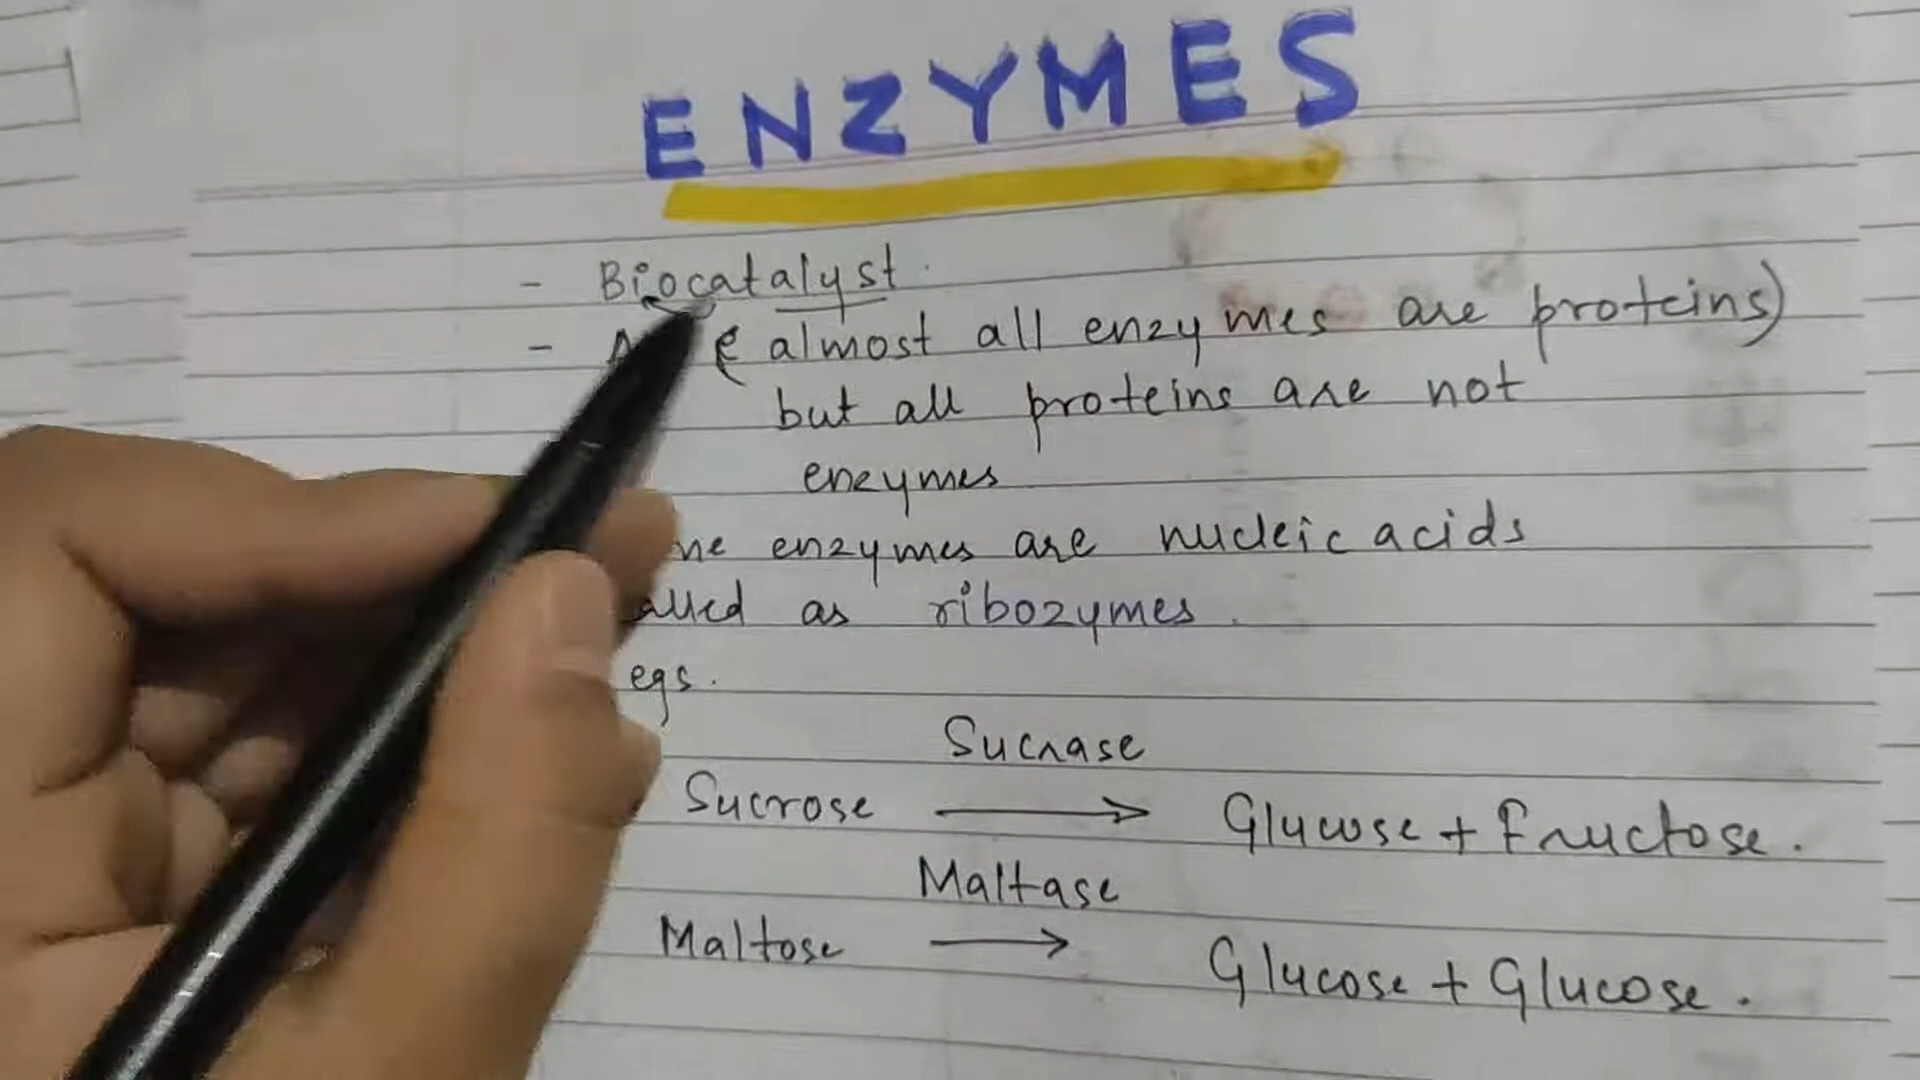 ENZYMES
- Biocatalyst.
- ( almost all enzymes are proteins)
but all proteins are not
enzymes
enzymes are nucleic acids
as ribozymes.
egs.
Sucrase
Sucrose → Glucose + Fructose.
Maltase
Maltose → Glucose + Glucose.